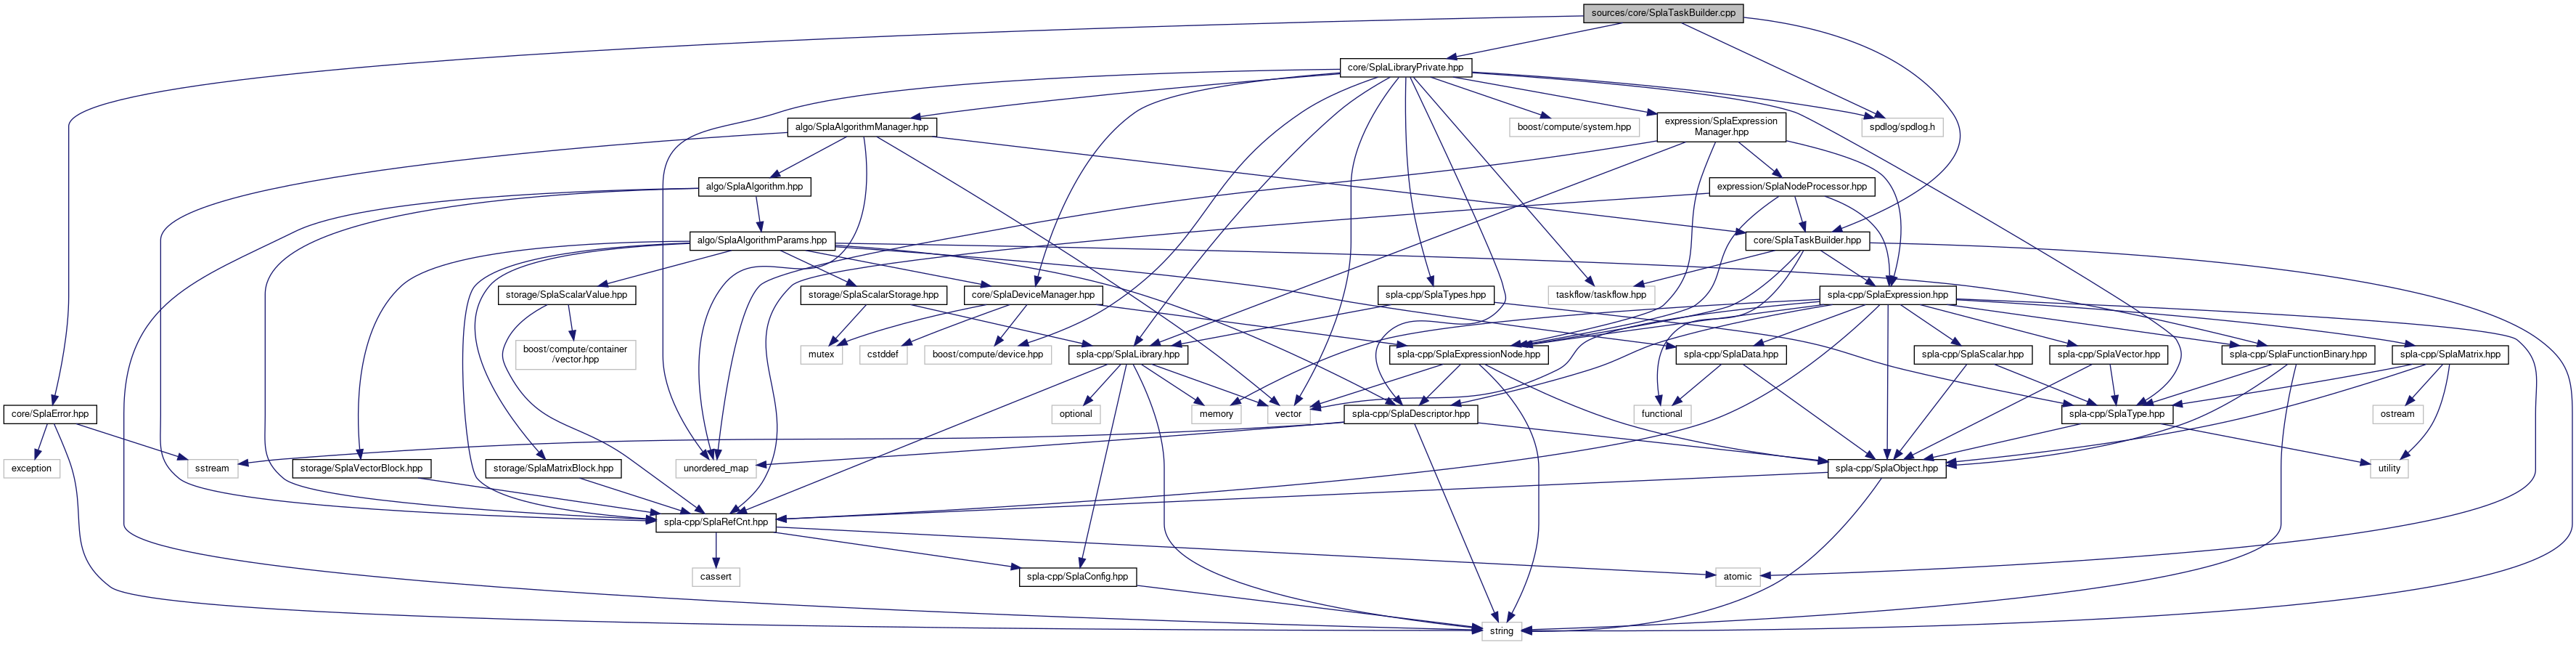 sources/core/SplaTaskBuilder.cpp
core/SplaLibraryPrivate.hpp
algo/SplaAlgorithmManager.hpp
boost/compute/system.hpp
expression/SplaExpression
Manager.hpp
spdlog/spdlog.h
algo/SplaAlgorithm.hpp
expression/SplaNodeProcessor.hpp
algo/SplaAlgorithmParams.hpp
core/SplaTaskBuilder.hpp
storage/SplaScalarValue.hpp
storage/SplaScalarStorage.hpp
core/SplaDeviceManager.hpp
spla-cpp/SplaTypes.hpp
taskflow/taskflow.hpp
spla-cpp/SplaExpression.hpp
boost/compute/container
/vector.hpp
mutex
cstddef
boost/compute/device.hpp
spla-cpp/SplaLibrary.hpp
spla-cpp/SplaExpressionNode.hpp
spla-cpp/SplaData.hpp
spla-cpp/SplaScalar.hpp
spla-cpp/SplaVector.hpp
spla-cpp/SplaFunctionBinary.hpp
spla-cpp/SplaMatrix.hpp
core/SplaError.hpp
optional
memory
vector
spla-cpp/SplaDescriptor.hpp
functional
spla-cpp/SplaType.hpp
ostream
exception
sstream
storage/SplaVectorBlock.hpp
storage/SplaMatrixBlock.hpp
unordered_map
spla-cpp/SplaObject.hpp
utility
spla-cpp/SplaRefCnt.hpp
cassert
spla-cpp/SplaConfig.hpp
atomic
string